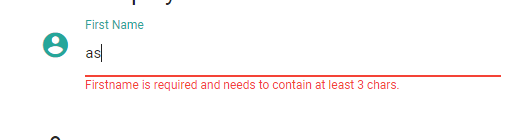 First Name
as
Firstname is required and needs to contain at least 3 chars.